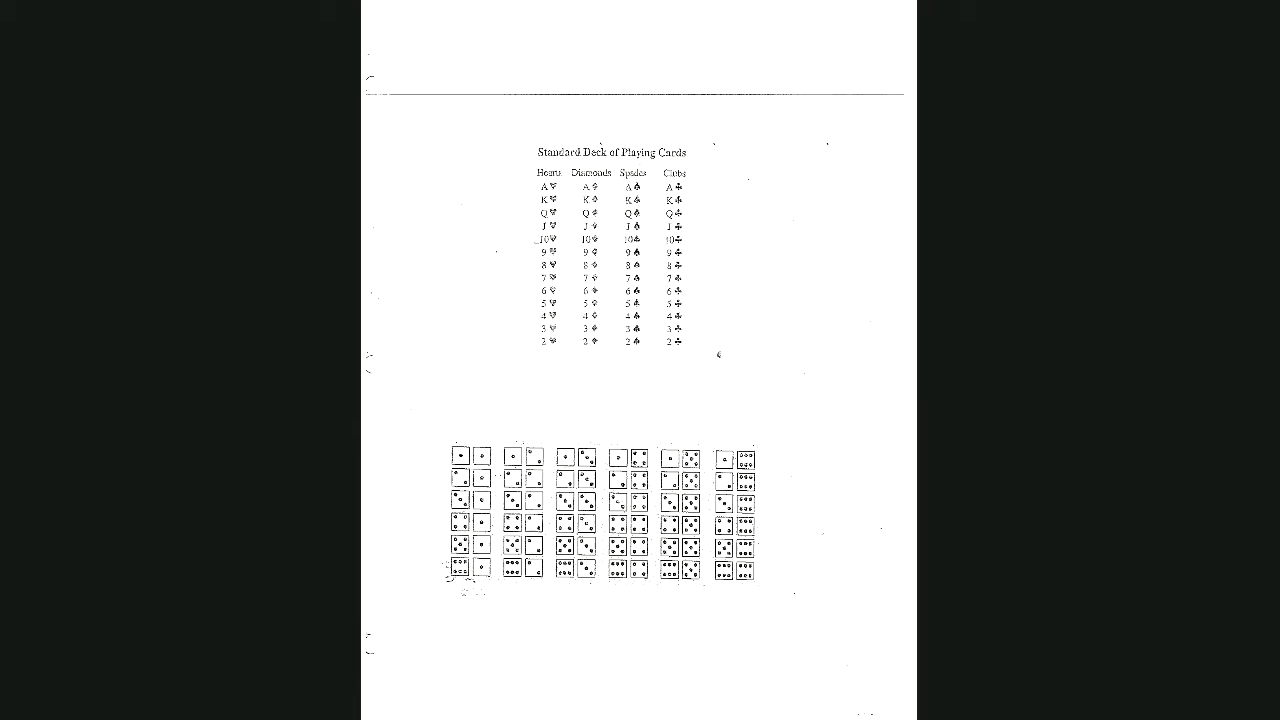 Standard Deck of Playing Cards
Hearts Diamonds Spades Clubs
A♥ A♦ A♠ A♣
K♥ K♦ K♠ K♣
Q♥ Q♦ Q♠ Q♣
J♥ J♦ J♠ J♣
10♥ 10♦ 10♠ 10♣
9♥ 9♦ 9♠ 9♣
8♥ 8♦ 8♠ 8♣
7♥ 7♦ 7♠ 7♣
6♥ 6♦ 6♠ 6♣
5♥ 5♦ 5♠ 5♣
4♥ 4♦ 4♠ 4♣
3♥ 3♦ 3♠ 3♣
2♥ 2♦ 2♠ 2♣